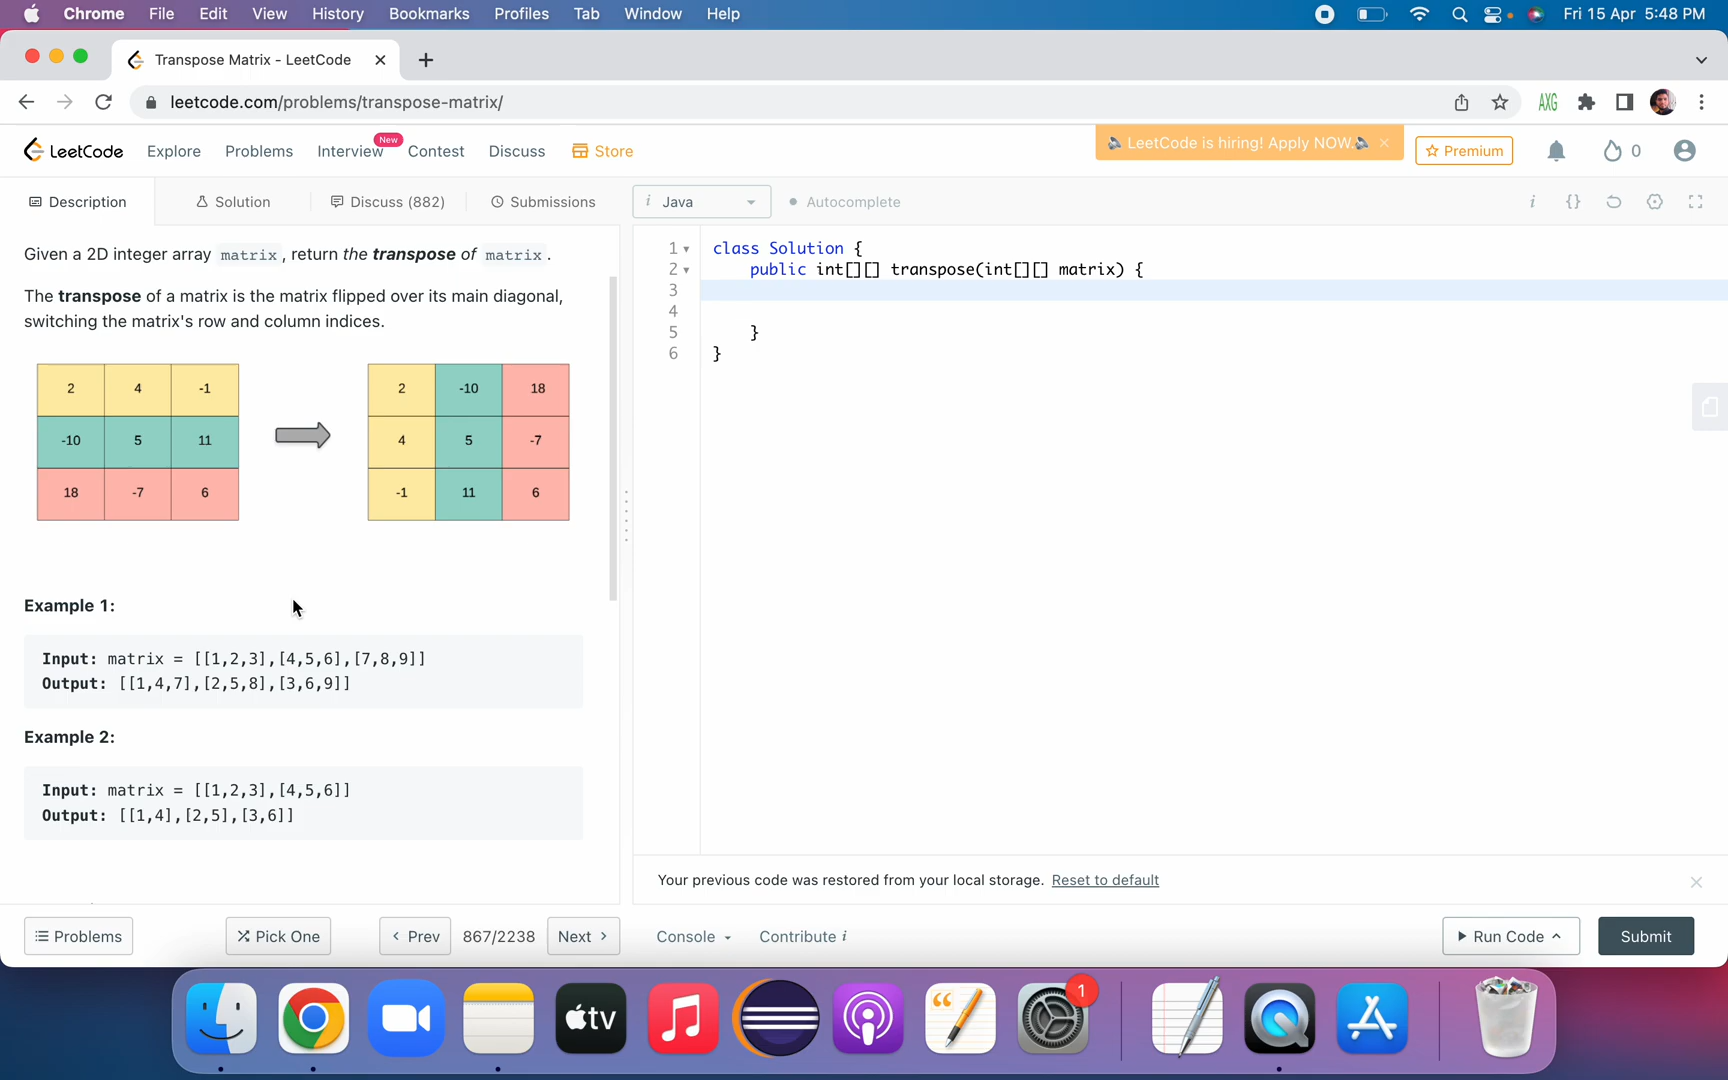 Chrome File Edit View History Bookmarks Profiles Tab Window Help Fri 15 Apr 5:48 PM
Transpose Matrix - LeetCode
leetcode.com/problems/transpose-matrix/
AXG
LeetCode Explore Problems Interview New Contest Discuss Store LeetCode is hiring! Apply NOW. Premium 0
Description Solution Discuss (882) Submissions i Java Autocomplete i {}
Given a 2D integer array matrix, return the transpose of matrix.
The transpose of a matrix is the matrix flipped over its main diagonal,
switching the matrix's row and column indices.
2 4 -1 2 -10 18
-10 5 11 4 5 -7
18 -7 6 -1 11 6
Example 1:
Input: matrix = [[1,2,3],[4,5,6],[7,8,9]]
Output: [[1,4,7],[2,5,8],[3,6,9]]
Example 2:
Input: matrix = [[1,2,3],[4,5,6]]
Output: [[1,4],[2,5],[3,6]]
1 class Solution {
2 public int[][] transpose(int[][] matrix) {
3
4
5 }
6 }
Your previous code was restored from your local storage. Reset to default
Problems Pick One < Prev 867/2238 Next > Console Contribute i Run Code Submit
tv
1